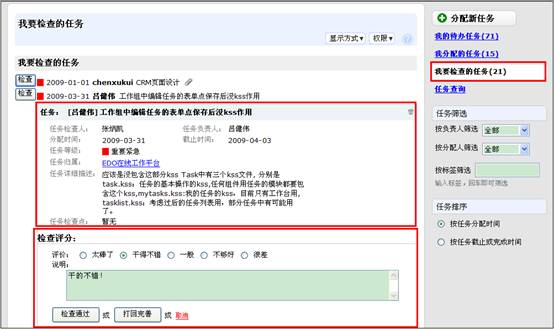 我要检查的任务
显示方式▼ 权限▼
我要检查的任务
检查 2009-01-01 chenxukui CRM页面设计
检查 2009-03-31 吕健伟 工作组中编辑任务的表单点保存后没kss作用
任务: [吕健伟]工作组中编辑任务的表单点保存后没kss作用
任务检查人: 张炳凯 任务负责人: 吕健伟
分配时间: 2009-03-31 截止时间: 2009-04-03
任务等级: 重要紧急
任务归属: EDO在线工作平台
任务详细描述: 应该是没包含这部分kss Task中有三个kss文件, 分别是
task.kss: 任务的基本操作的kss,任何组件用任务的模块都要包
含这个kss,mytasks.kss:我的任务的kss: 目前只有工作台用,
tasklist.kss: 考虑过后的任务列表用, 部分任务中有可能用
了。
任务检查点: 暂无
检查评分:
评价: 太棒了 干得不错 一般 不够好 很差
说明:
干的不错!
检查通过 或 打回完善 或 取消
分配新任务
我的待办任务(71)
我分配的任务(15)
我要检查的任务(21)
任务查询
任务筛选
按负责人筛选 全部
按分配人筛选 全部
按标签筛选
输入标签,回车即可筛选
任务排序
按任务分配时间
按任务截止或完成时间